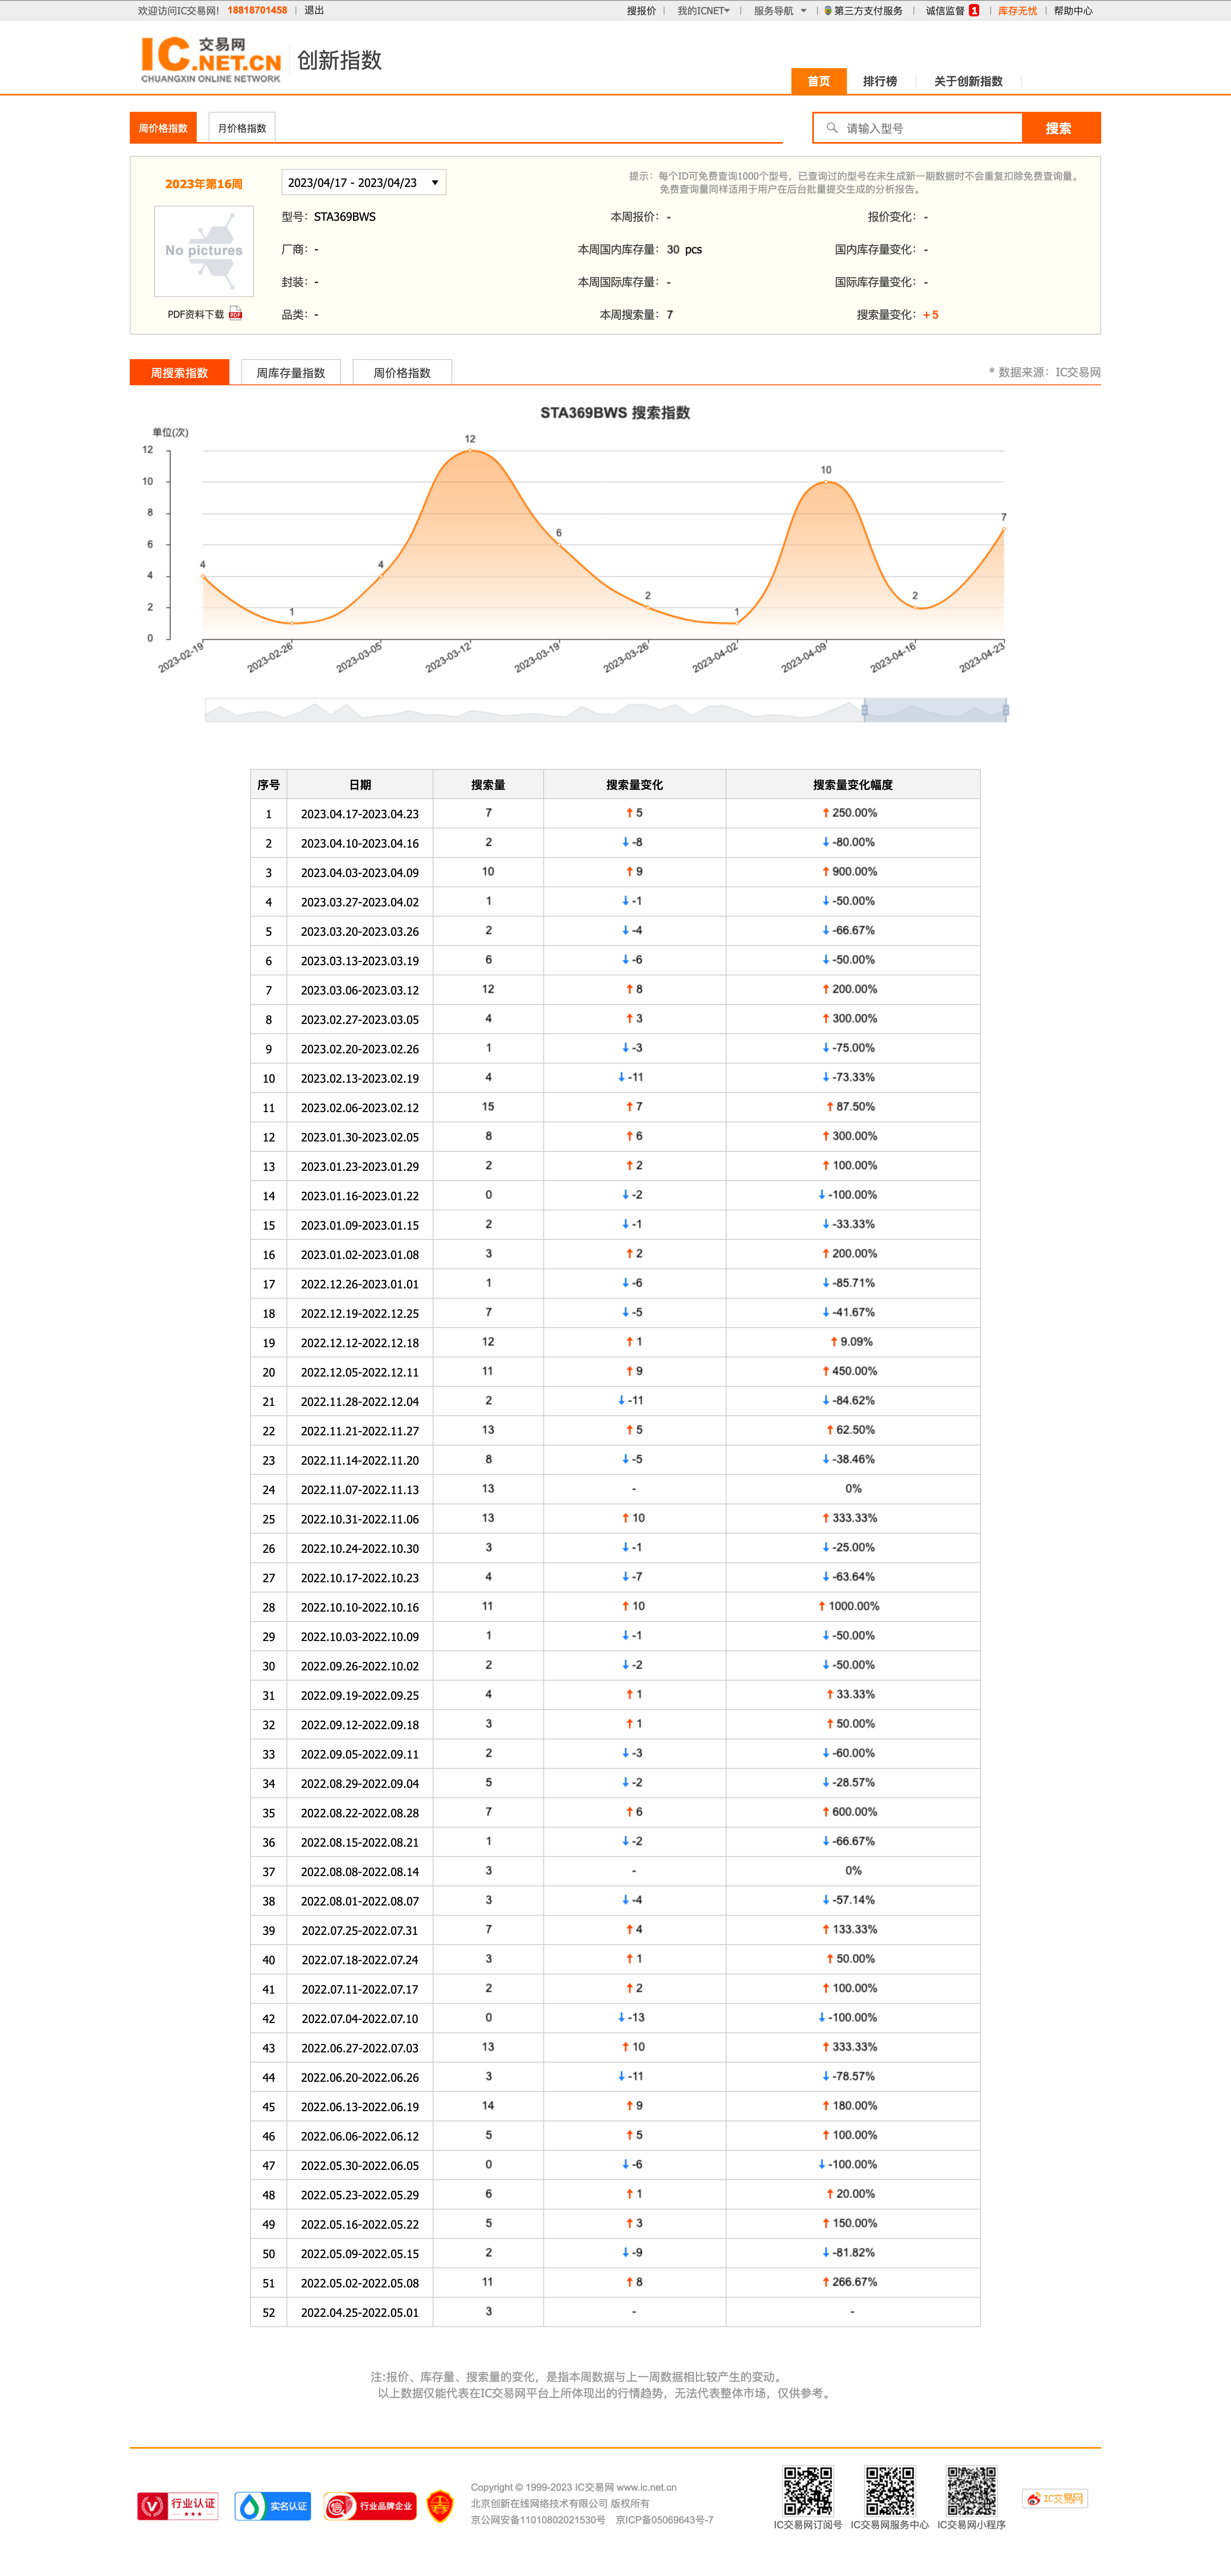 欢迎访问IC交易网! 18818701458 | 退出
搜报价 | 我的ICNET | 服务导航 | 第三方支付服务 | 诚信监督 1 | 库存无忧 | 帮助中心
IC 交易网
.NET.CN
CHUANGXIN ONLINE NETWORK
创新指数
首页 排行榜 关于创新指数
周价格指数 月价格指数
请输入型号 搜索
2023年第16周
2023/04/17 - 2023/04/23
提示: 每个ID可免费查询1000个型号，已查询过的型号在未生成新一期数据时不会重复扣除免费查询量。
免费查询量同样适用于用户在后台批量提交生成的分析报告。
No pictures
PDF资料下载 PDF
型号: STA369BWS 本周报价: - 报价变化: -
厂商: - 本周国内库存量: 30 pcs 国内库存量变化: -
封装: - 本周国际库存量: - 国际库存量变化: -
品类: - 本周搜索量: 7 搜索量变化: +5
周搜索指数 周库存量指数 周价格指数
* 数据来源: IC交易网
STA369BWS 搜索指数
单位(次)
12
10
8
6
4
2
0
4 1 4 12 6 2 1 10 2 7
2023-02-19 2023-02-26 2023-03-05 2023-03-12 2023-03-19 2023-03-26 2023-04-02 2023-04-09 2023-04-16 2023-04-23
序号 日期 搜索量 搜索量变化 搜索量变化幅度
1 2023.04.17-2023.04.23 7 ↑ 5 ↑ 250.00%
2 2023.04.10-2023.04.16 2 ↓ -8 ↓ -80.00%
3 2023.04.03-2023.04.09 10 ↑ 9 ↑ 900.00%
4 2023.03.27-2023.04.02 1 ↓ -1 ↓ -50.00%
5 2023.03.20-2023.03.26 2 ↓ -4 ↓ -66.67%
6 2023.03.13-2023.03.19 6 ↓ -6 ↓ -50.00%
7 2023.03.06-2023.03.12 12 ↑ 8 ↑ 200.00%
8 2023.02.27-2023.03.05 4 ↑ 3 ↑ 300.00%
9 2023.02.20-2023.02.26 1 ↓ -3 ↓ -75.00%
10 2023.02.13-2023.02.19 4 ↓ -11 ↓ -73.33%
11 2023.02.06-2023.02.12 15 ↑ 7 ↑ 87.50%
12 2023.01.30-2023.02.05 8 ↑ 6 ↑ 300.00%
13 2023.01.23-2023.01.29 2 ↑ 2 ↑ 100.00%
14 2023.01.16-2023.01.22 0 ↓ -2 ↓ -100.00%
15 2023.01.09-2023.01.15 2 ↓ -1 ↓ -33.33%
16 2023.01.02-2023.01.08 3 ↑ 2 ↑ 200.00%
17 2022.12.26-2023.01.01 1 ↓ -6 ↓ -85.71%
18 2022.12.19-2022.12.25 7 ↓ -5 ↓ -41.67%
19 2022.12.12-2022.12.18 12 ↑ 1 ↑ 9.09%
20 2022.12.05-2022.12.11 11 ↑ 9 ↑ 450.00%
21 2022.11.28-2022.12.04 2 ↓ -11 ↓ -84.62%
22 2022.11.21-2022.11.27 13 ↑ 5 ↑ 62.50%
23 2022.11.14-2022.11.20 8 ↓ -5 ↓ -38.46%
24 2022.11.07-2022.11.13 13 - 0%
25 2022.10.31-2022.11.06 13 ↑ 10 ↑ 333.33%
26 2022.10.24-2022.10.30 3 ↓ -1 ↓ -25.00%
27 2022.10.17-2022.10.23 4 ↓ -7 ↓ -63.64%
28 2022.10.10-2022.10.16 11 ↑ 10 ↑ 1000.00%
29 2022.10.03-2022.10.09 1 ↓ -1 ↓ -50.00%
30 2022.09.26-2022.10.02 2 ↓ -2 ↓ -50.00%
31 2022.09.19-2022.09.25 4 ↑ 1 ↑ 33.33%
32 2022.09.12-2022.09.18 3 ↑ 1 ↑ 50.00%
33 2022.09.05-2022.09.11 2 ↓ -3 ↓ -60.00%
34 2022.08.29-2022.09.04 5 ↓ -2 ↓ -28.57%
35 2022.08.22-2022.08.28 7 ↑ 6 ↑ 600.00%
36 2022.08.15-2022.08.21 1 ↓ -2 ↓ -66.67%
37 2022.08.08-2022.08.14 3 - 0%
38 2022.08.01-2022.08.07 3 ↓ -4 ↓ -57.14%
39 2022.07.25-2022.07.31 7 ↑ 4 ↑ 133.33%
40 2022.07.18-2022.07.24 3 ↑ 1 ↑ 50.00%
41 2022.07.11-2022.07.17 2 ↑ 2 ↑ 100.00%
42 2022.07.04-2022.07.10 0 ↓ -13 ↓ -100.00%
43 2022.06.27-2022.07.03 13 ↑ 10 ↑ 333.33%
44 2022.06.20-2022.06.26 3 ↓ -11 ↓ -78.57%
45 2022.06.13-2022.06.19 14 ↑ 9 ↑ 180.00%
46 2022.06.06-2022.06.12 5 ↑ 5 ↑ 100.00%
47 2022.05.30-2022.06.05 0 ↓ -6 ↓ -100.00%
48 2022.05.23-2022.05.29 6 ↑ 1 ↑ 20.00%
49 2022.05.16-2022.05.22 5 ↑ 3 ↑ 150.00%
50 2022.05.09-2022.05.15 2 ↓ -9 ↓ -81.82%
51 2022.05.02-2022.05.08 11 ↑ 8 ↑ 266.67%
52 2022.04.25-2022.05.01 3 - -
注:报价、库存量、搜索量的变化，是指本周数据与上一周数据相比较产生的变动。
以上数据仅能代表在IC交易网平台上所体现出的行情趋势，无法代表整体市场，仅供参考。
行业认证 实名认证 行业品牌企业
Copyright © 1999-2023 IC交易网 www.ic.net.cn
北京创新在线网络技术有限公司 版权所有
京公网安备11010802021530号 京ICP备05069643号-7
IC交易网订阅号 IC交易网服务中心 IC交易网小程序
IC交易网